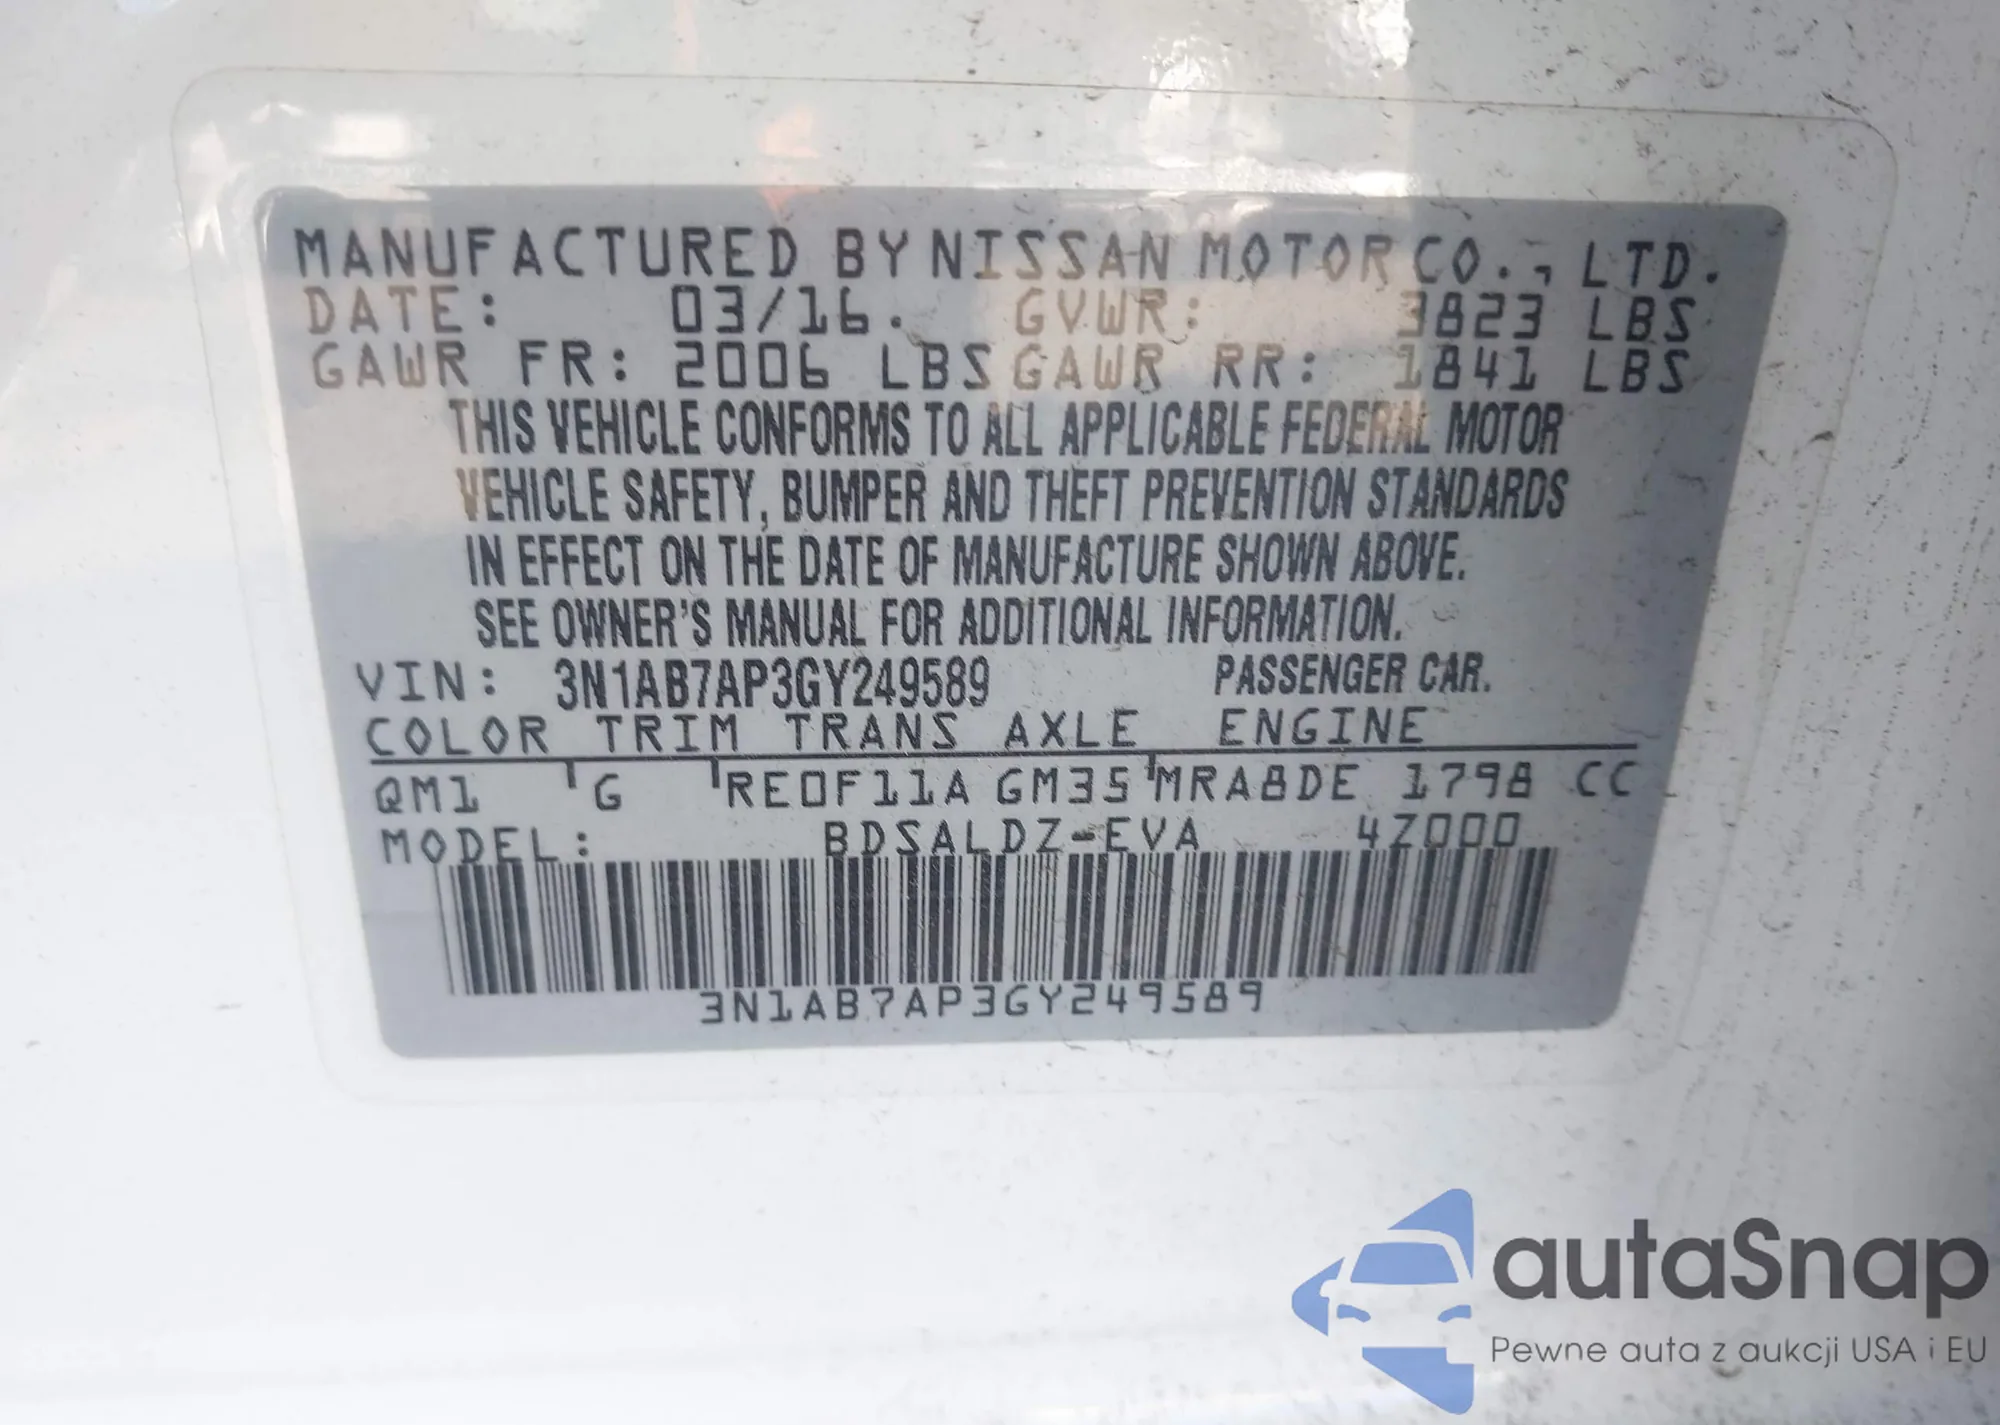 MANUFACTURED BY NISSAN MOTOR CO., LTD.
DATE: 03/16. GVWR: 3823 LBS
GAWR FR: 2006 LBS GAWR RR: 1841 LBS
THIS VEHICLE CONFORMS TO ALL APPLICABLE FEDERAL MOTOR
VEHICLE SAFETY, BUMPER AND THEFT PREVENTION STANDARDS
IN EFFECT ON THE DATE OF MANUFACTURE SHOWN ABOVE.
SEE OWNER'S MANUAL FOR ADDITIONAL INFORMATION.
VIN: 3N1AB7AP3GY249589 PASSENGER CAR.
COLOR TRIM TRANS AXLE ENGINE
QM1 G RE0F11A GM35 MRA8DE 1798 CC
MODEL: BDSALDZ-EVA 4Z000
3N1AB7AP3GY249589
autaSnap
Pewne auta z aukcji USA i EU